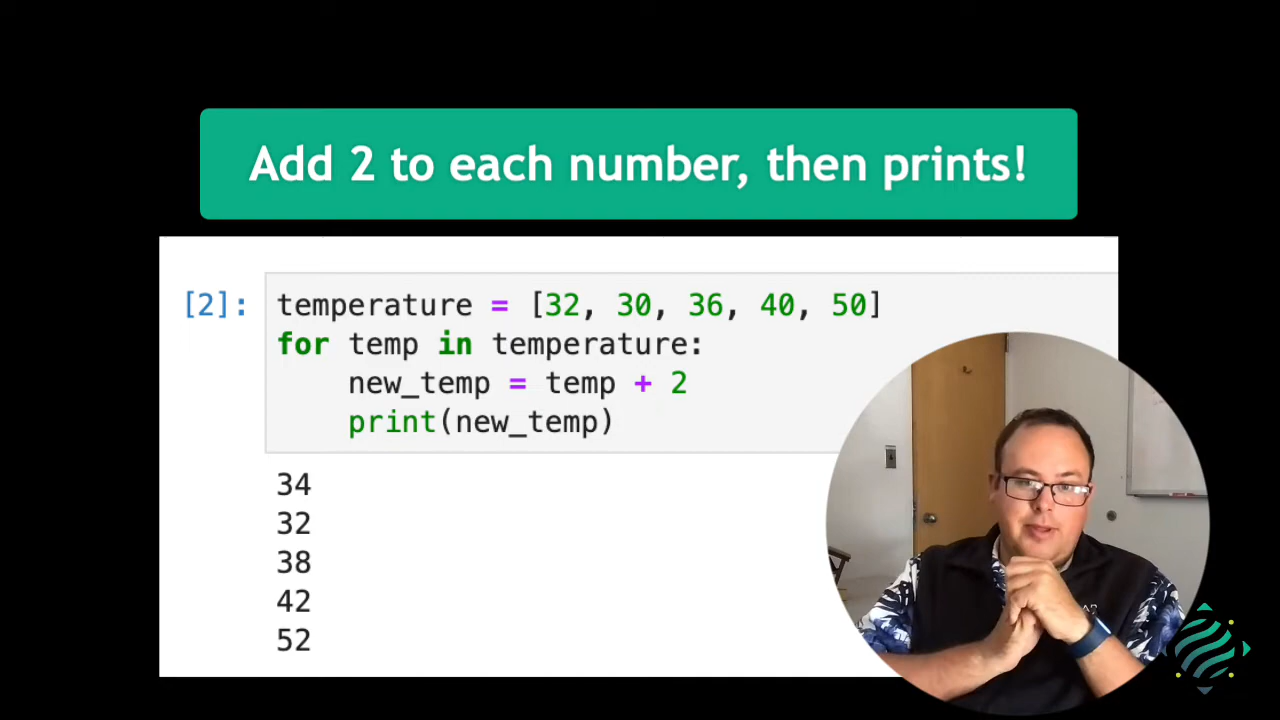 Add 2 to each number, then prints!
[2]: temperature = [32, 30, 36, 40, 50]
for temp in temperature:
    new_temp = temp + 2
    print(new_temp)
34
32
38
42
52